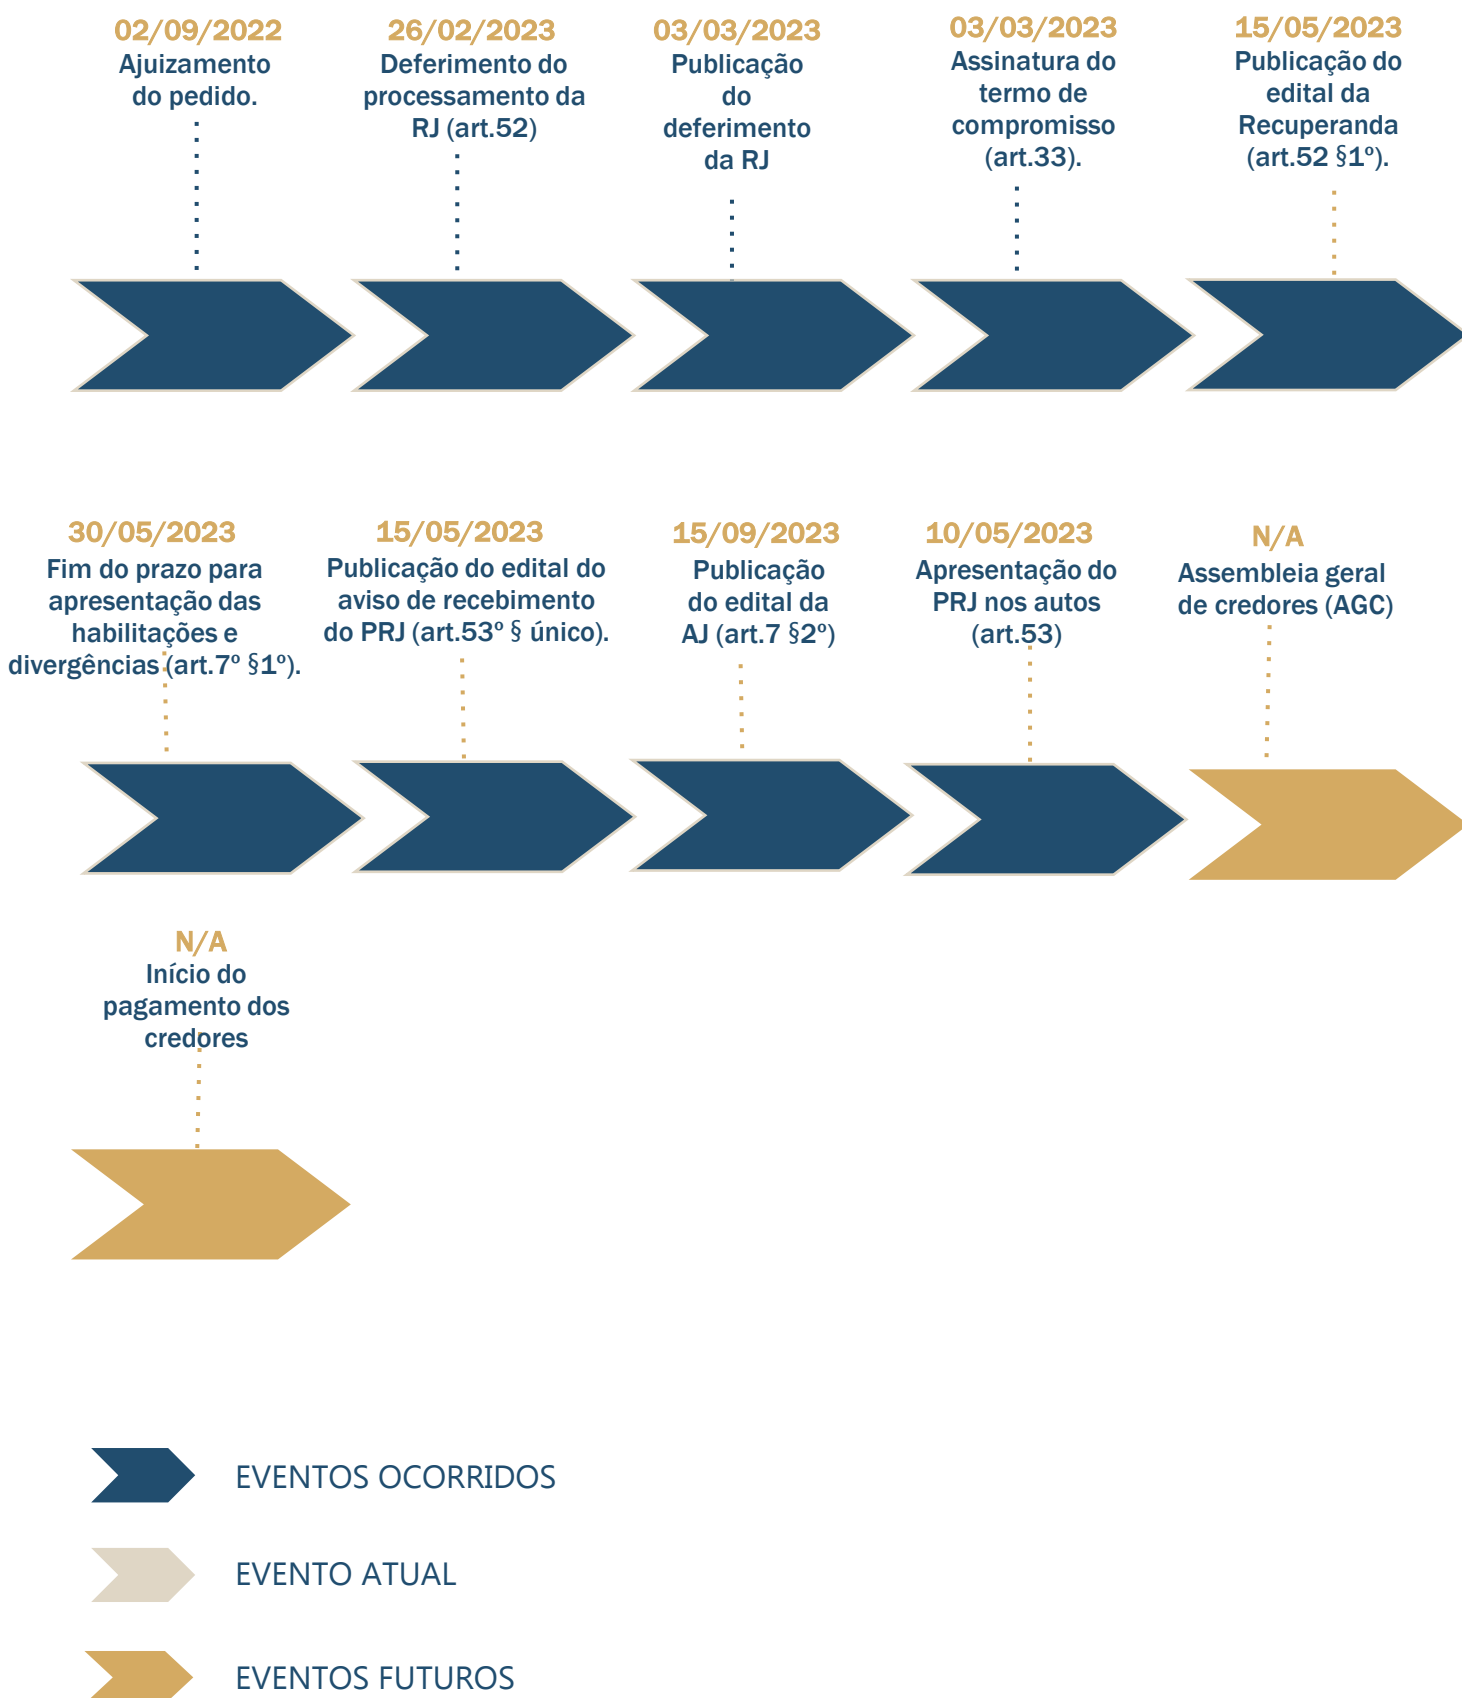 02/09/2022
Ajuizamento
do pedido.
26/02/2023
Deferimento do
processamento da
RJ (art.52)
03/03/2023
Publicação
do
deferimento
da RJ
03/03/2023
Assinatura do
termo de
compromisso
(art.33).
15/05/2023
Publicação do
edital da
Recuperanda
(art.52 §1º).
30/05/2023
Fim do prazo para
apresentação das
habilitações e
divergências (art.7º §1º).
15/05/2023
Publicação do edital do
aviso de recebimento
do PRJ (art.53º § único).
15/09/2023
Publicação
do edital da
AJ (art.7 §2º)
10/05/2023
Apresentação do
PRJ nos autos
(art.53)
N/A
Assembleia geral
de credores (AGC)
N/A
Início do
pagamento dos
credores
EVENTOS OCORRIDOS
EVENTO ATUAL
EVENTOS FUTUROS